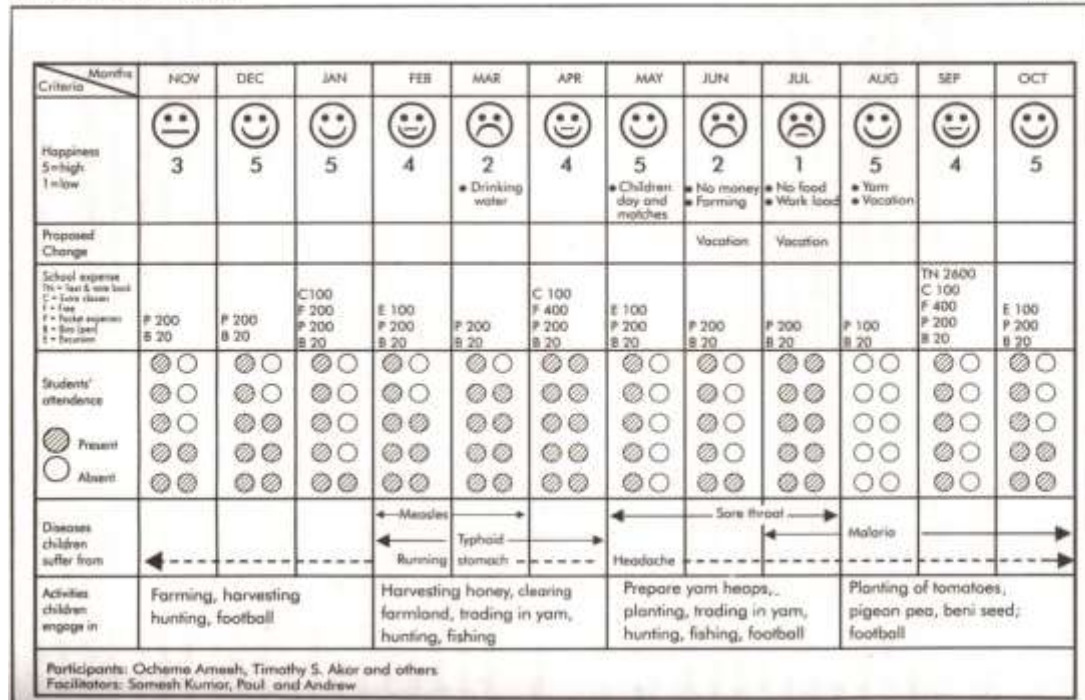 Months
Criteria
NOV DEC JAN FEB MAR APR MAY JUN JUL AUG SEP OCT
Happiness
5=high
1=low
3 5 5 4 2 4 5 2 1 5 4 5
• Drinking
water
• Children
day and
matches
• No money
• Farming
• No food
• Work load
• Yam
• Vacation
Proposed
Change
Vacation Vacation
School expense
TN = Text & note book
C = Extra classes
F = Fee
P = Pocket expenses
B = Biro (pen)
E = Excursion
P 200
B 20
P 200
B 20
C100
F 200
P 200
B 20
E 100
P 200
B 20
P 200
B 20
C 100
F 400
P 200
B 20
E 100
P 200
B 20
P 200
B 20
P 200
B 20
P 100
B 20
TN 2600
C 100
F 400
P 200
B 20
E 100
P 200
B 20
Students'
attendence
Present
Absent
Diseases
children
suffer from
Measles
Typhoid
Running stomach
Sore throat
Malaria
Headache
Activities
children
engage in
Farming, harvesting
hunting, football
Harvesting honey, clearing
farmland, trading in yam,
hunting, fishing
Prepare yam heaps,
planting, trading in yam,
hunting, fishing, football
Planting of tomatoes,
pigeon pea, beni seed;
football
Participants: Ocheme Ameh, Timothy S. Akor and others
Facilitators: Somesh Kumar, Paul and Andrew